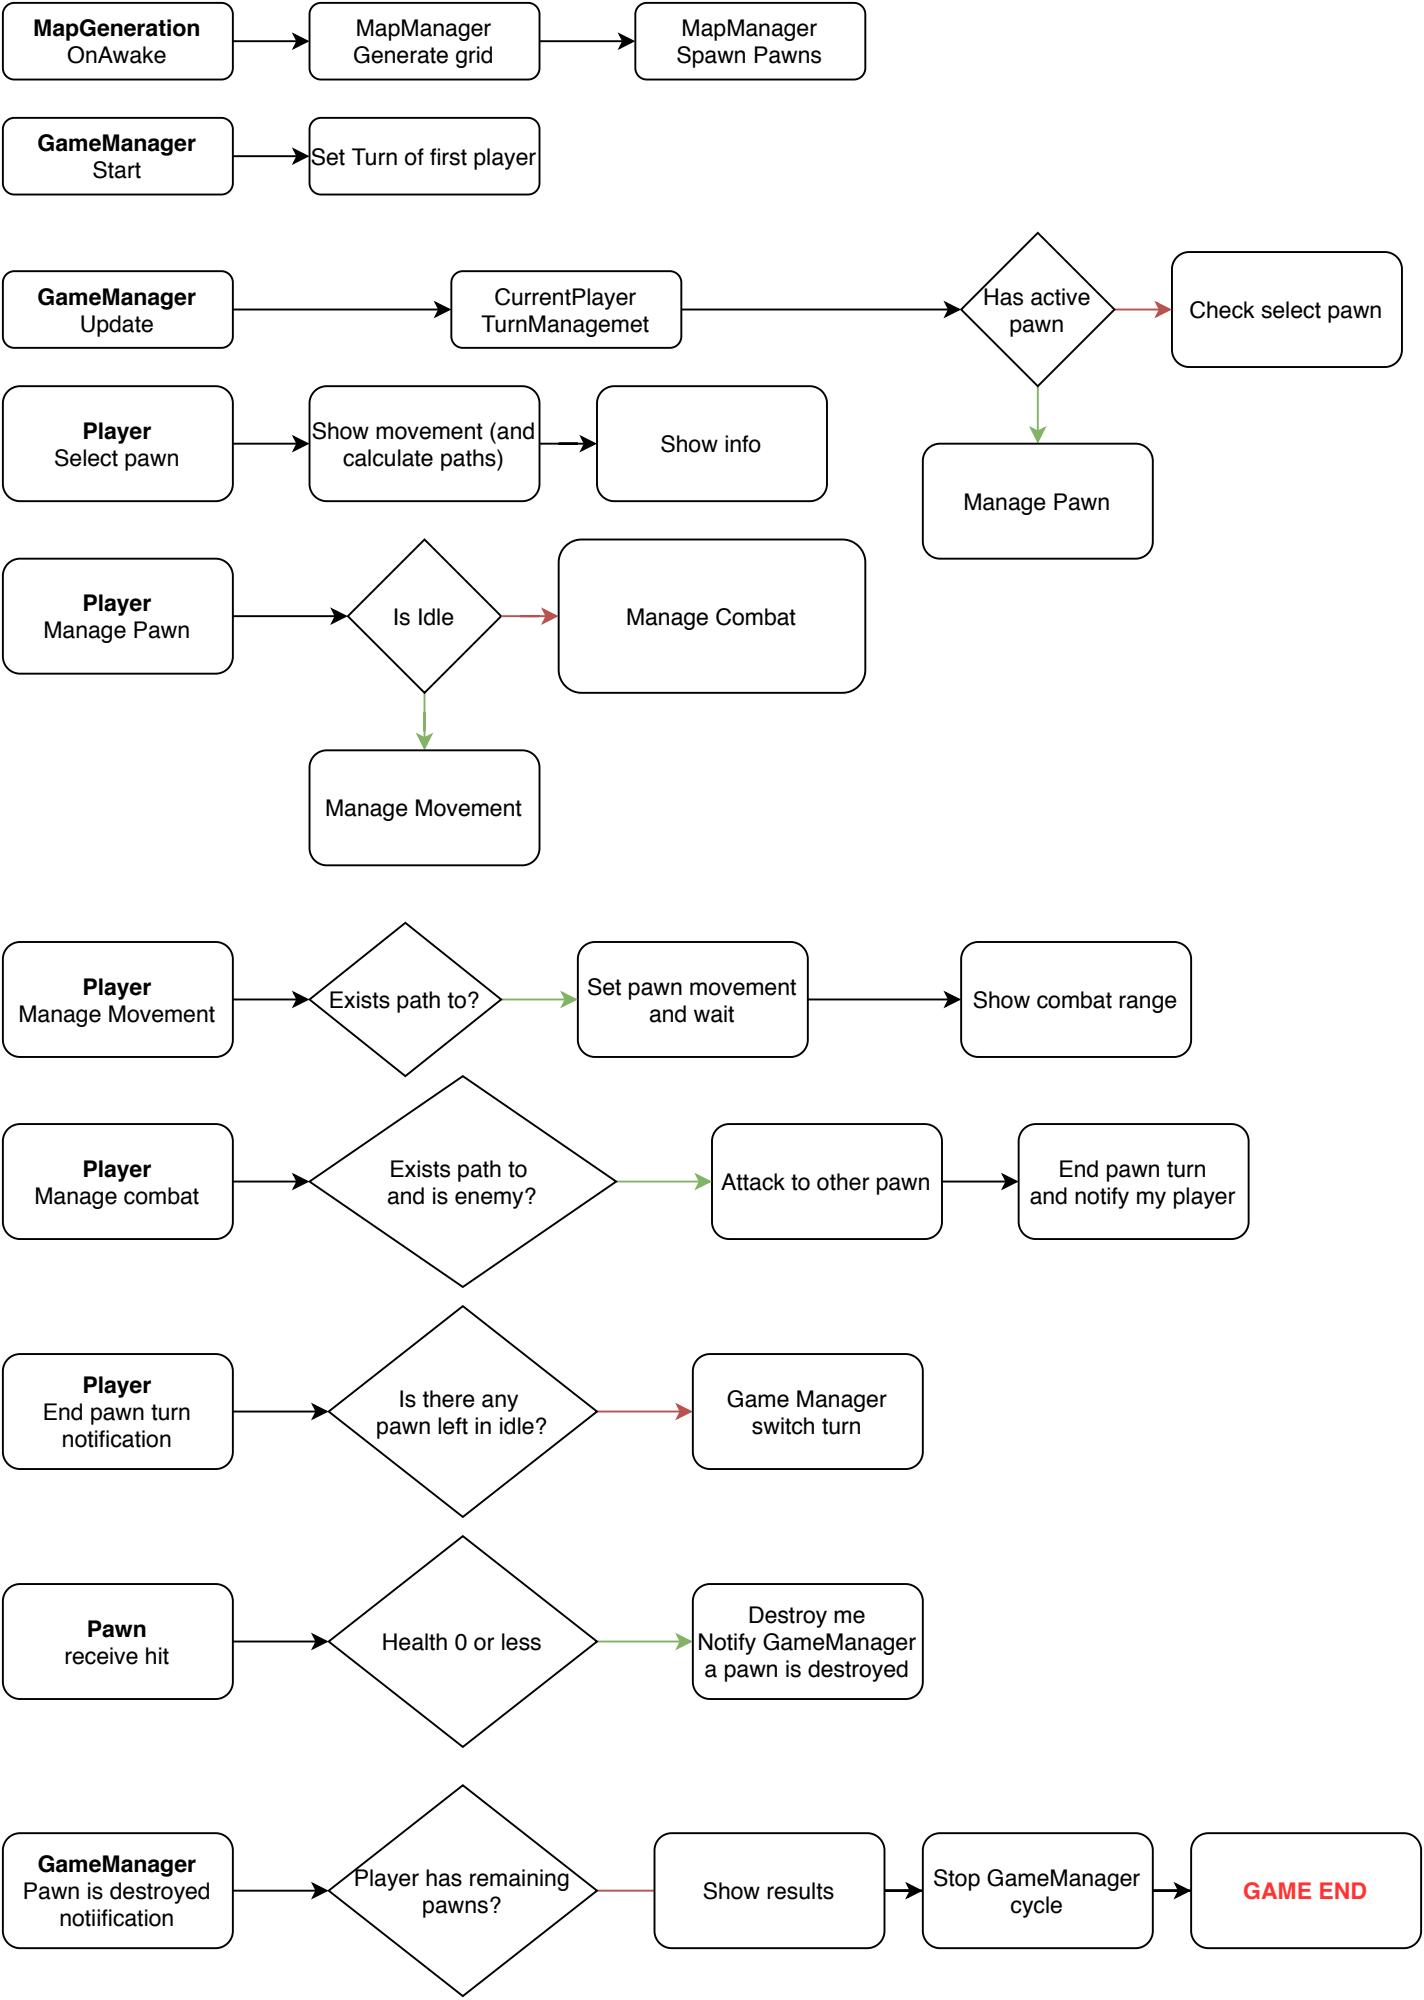 MapGeneration
OnAwake
MapManager
Generate grid
MapManager
Spawn Pawns
GameManager
Start
Set Turn of first player
GameManager
Update
CurrentPlayer
TurnManagemet
Has active
pawn
Check select pawn
Player
Select pawn
Show movement (and
calculate paths)
Show info
Manage Pawn
Player
Manage Pawn
Is Idle
Manage Combat
Manage Movement
Player
Manage Movement
Exists path to?
Set pawn movement
and wait
Show combat range
Player
Manage combat
Exists path to
and is enemy?
Attack to other pawn
End pawn turn
and notify my player
Player
End pawn turn
notification
Is there any
pawn left in idle?
Game Manager
switch turn
Pawn
receive hit
Health 0 or less
Destroy me
Notify GameManager
a pawn is destroyed
GameManager
Pawn is destroyed
notiification
Player has remaining
pawns?
Show results
Stop GameManager
cycle
GAME END